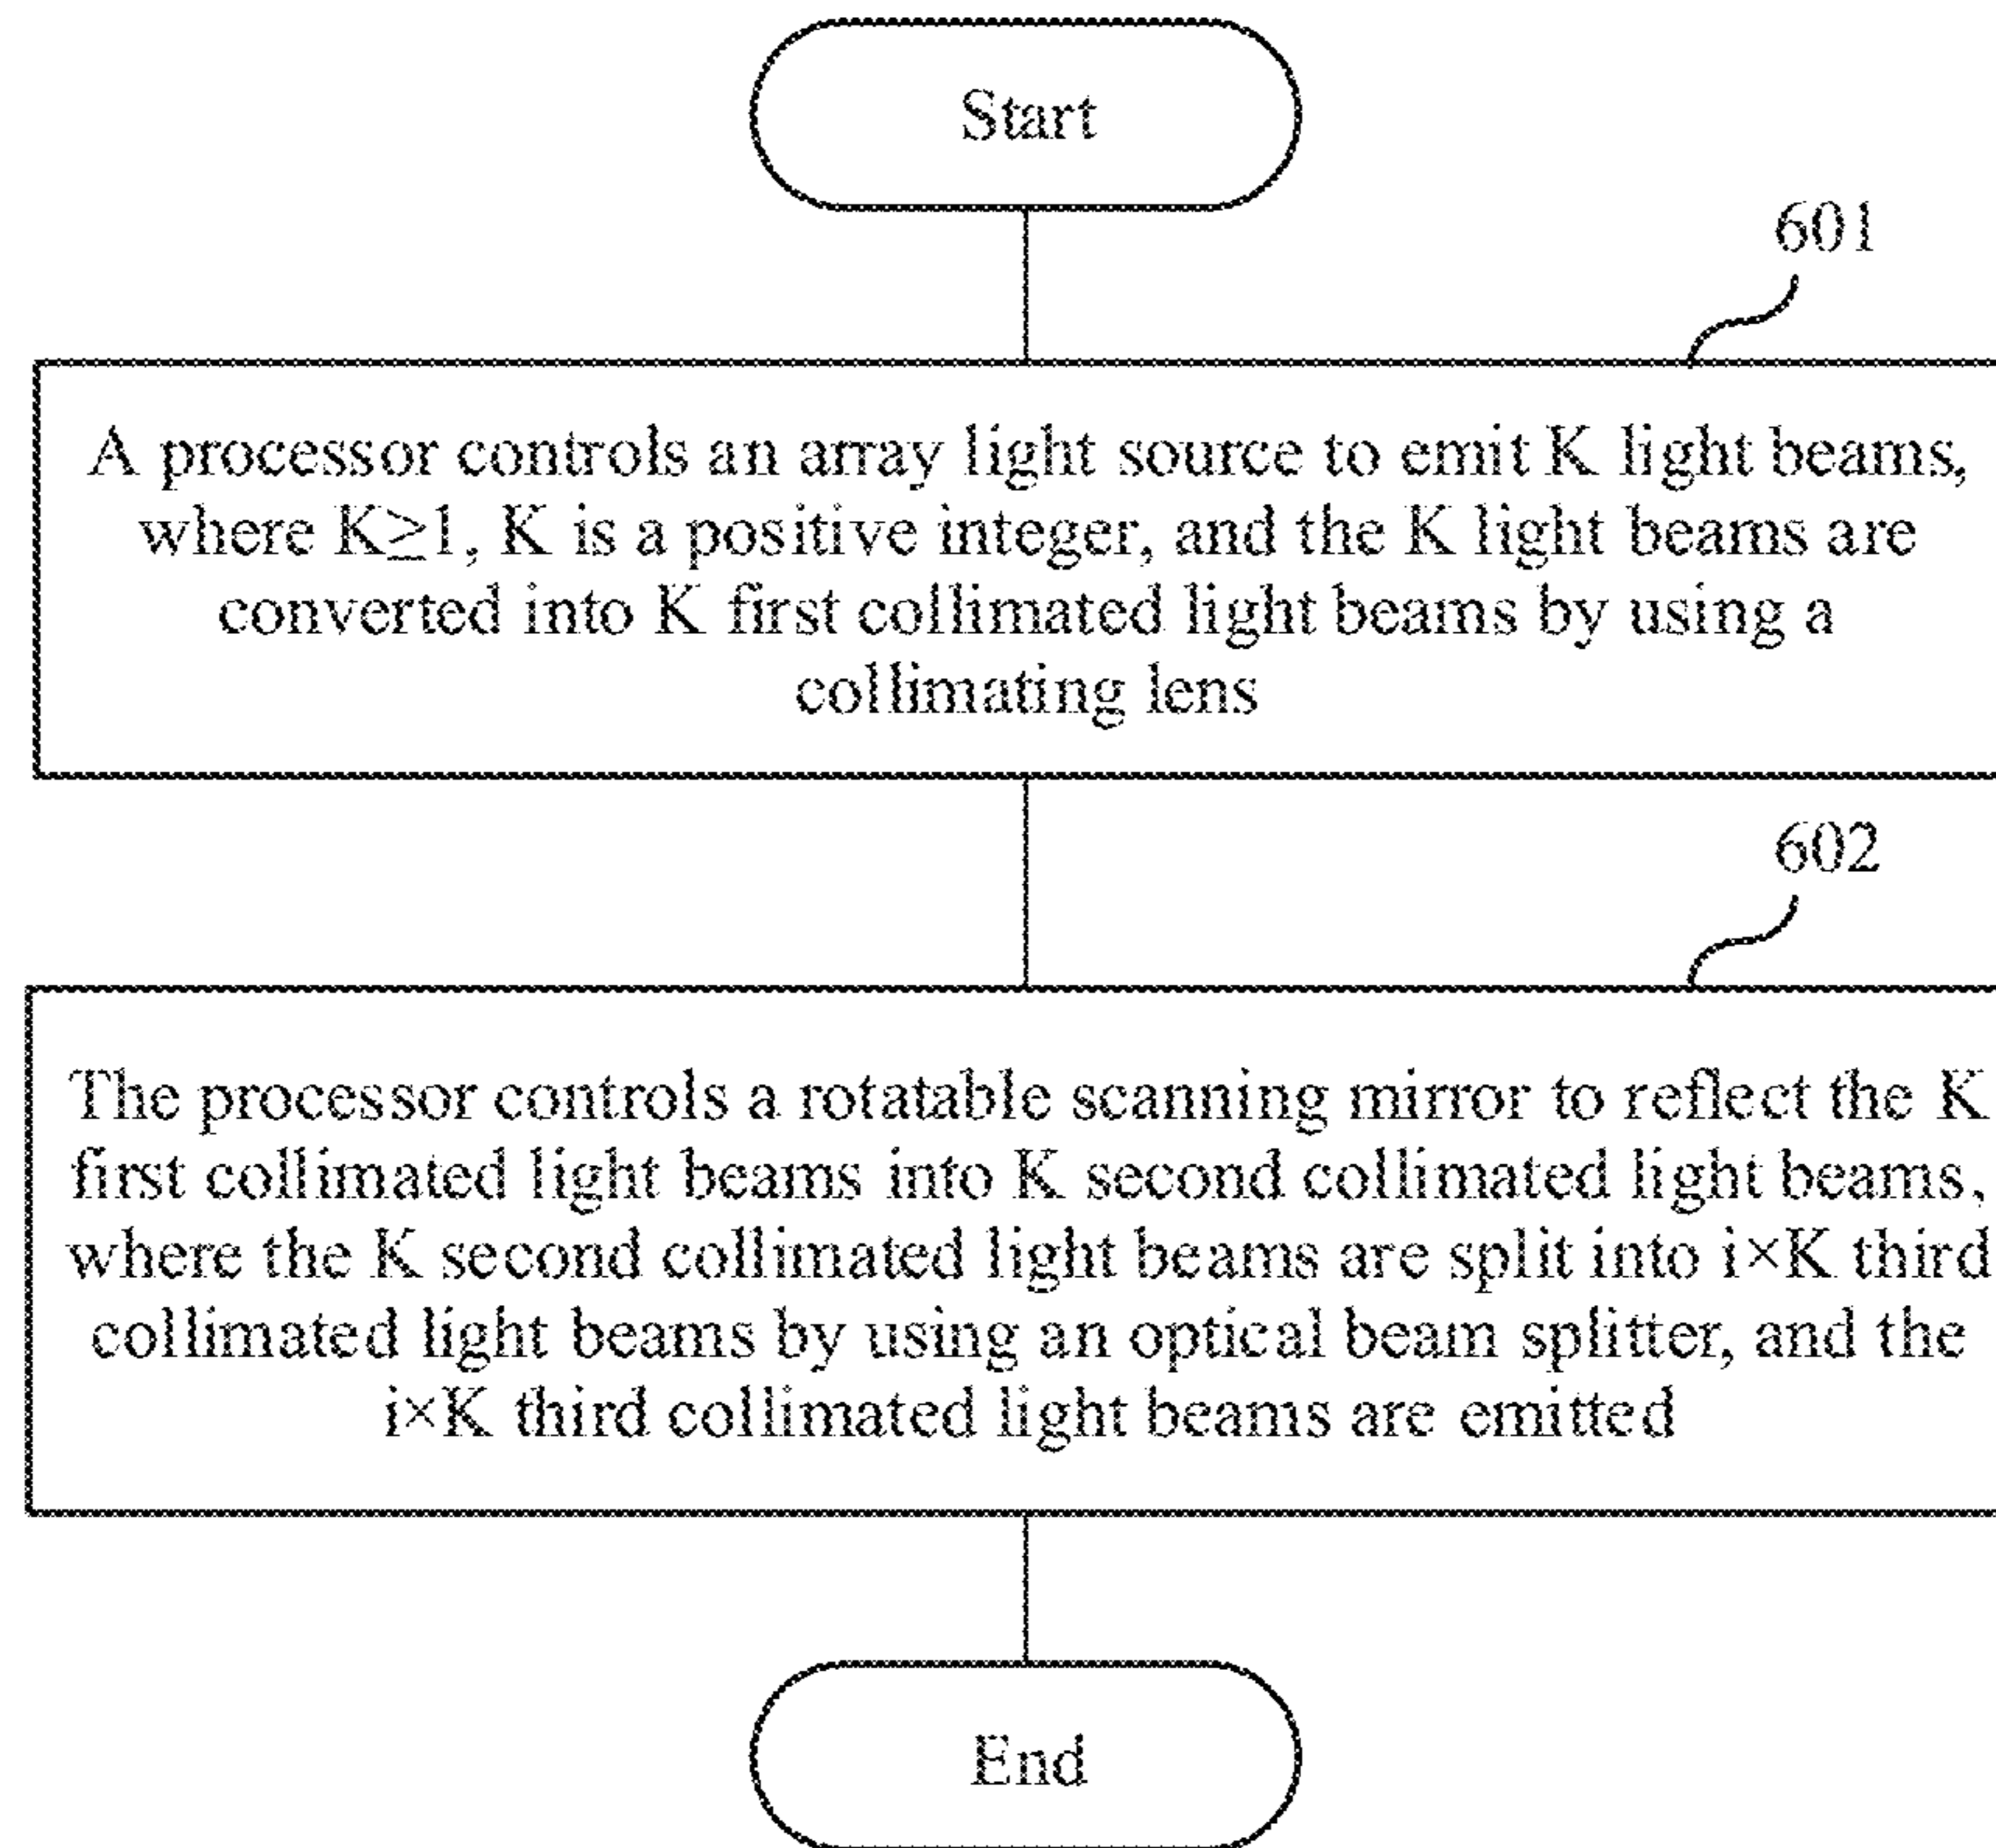 Start
601
A processor controls an array light source to emit K light beams,
where K≥1, K is a positive integer, and the K light beams are
converted into K first collimated light beams by using a
collimating lens
602
The processor controls a rotatable scanning mirror to reflect the K
first collimated light beams into K second collimated light beams,
where the K second collimated light beams are split into i×K third
collimated light beams by using an optical beam splitter, and the
i×K third collimated light beams are emitted
End